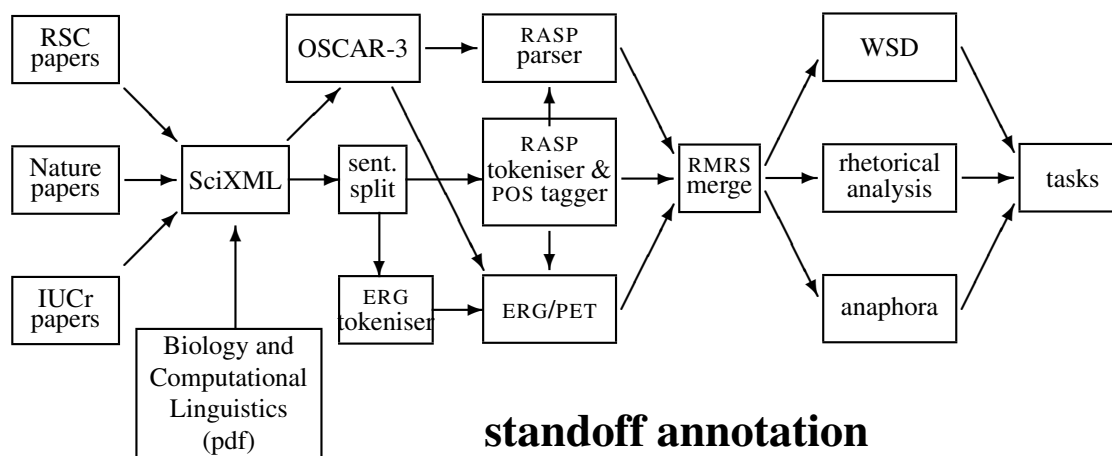 RSC
papers
OSCAR-3
RASP
parser
WSD
Nature
papers
SciXML
sent.
split
RASP
tokeniser &
POS tagger
RMRS
merge
rhetorical
analysis
tasks
IUCr
papers
ERG
tokeniser
ERG/PET
anaphora
Biology and
Computational
Linguistics
(pdf)
standoff annotation